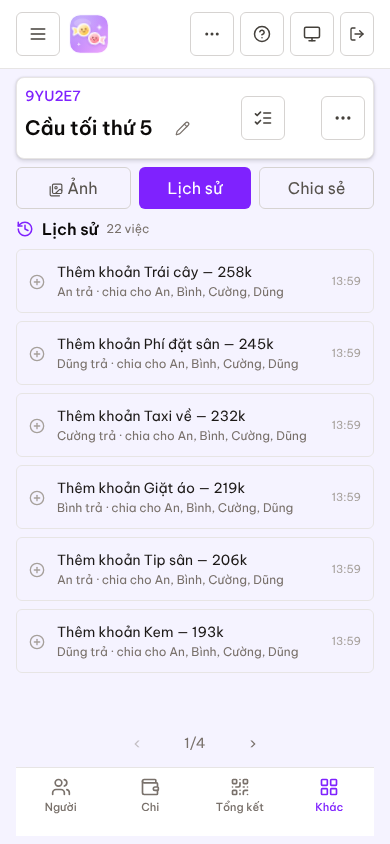 9YU2E7
Cầu tối thứ 5
Ảnh
Lịch sử
Chia sẻ
Lịch sử 22 việc
Thêm khoản Trái cây — 258k
An trả · chia cho An, Bình, Cường, Dũng
13:59
Thêm khoản Phí đặt sân — 245k
Dũng trả · chia cho An, Bình, Cường, Dũng
13:59
Thêm khoản Taxi về — 232k
Cường trả · chia cho An, Bình, Cường, Dũng
13:59
Thêm khoản Giặt áo — 219k
Bình trả · chia cho An, Bình, Cường, Dũng
13:59
Thêm khoản Tip sân — 206k
An trả · chia cho An, Bình, Cường, Dũng
13:59
Thêm khoản Kem — 193k
Dũng trả · chia cho An, Bình, Cường, Dũng
13:59
1/4
Người
Chi
Tổng kết
Khác